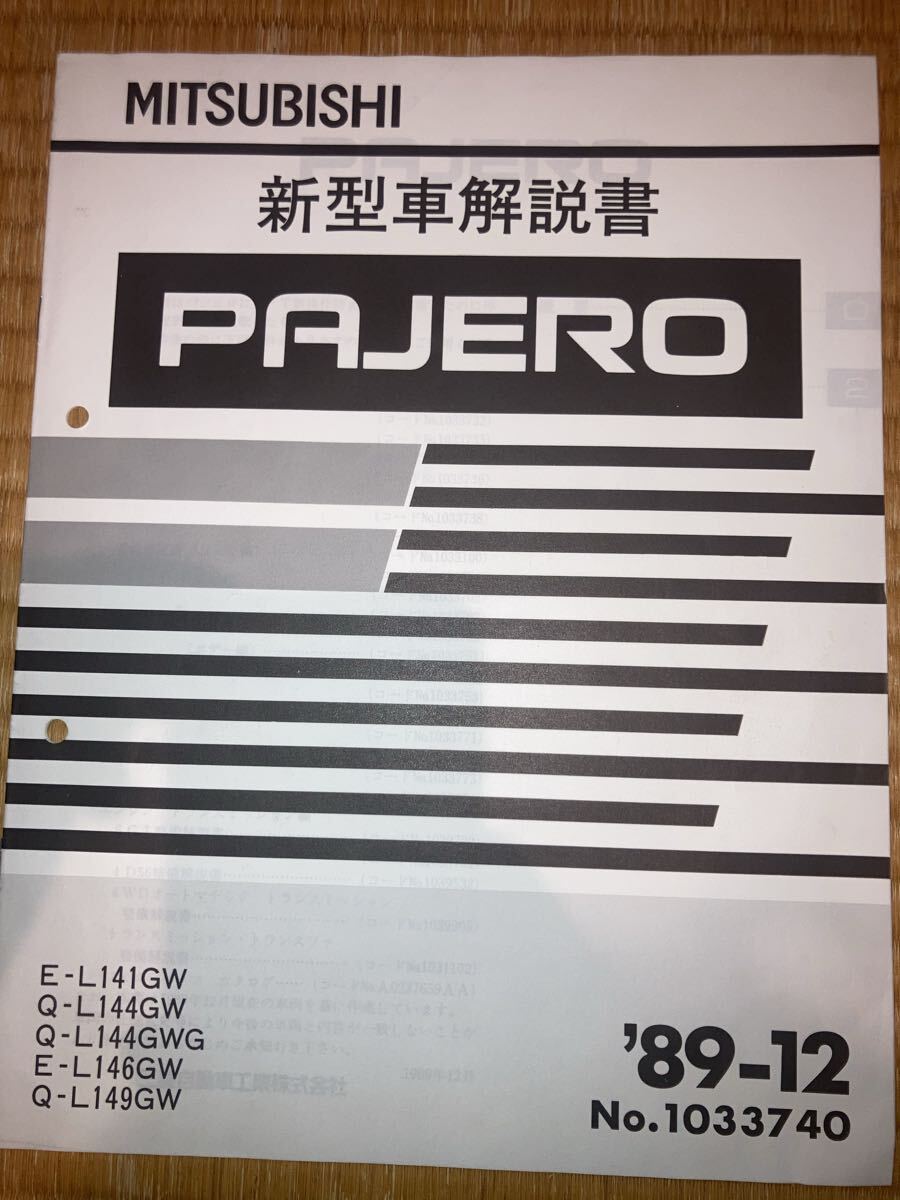 MITSUBISHI
新型車解説書
PAJERO
E-L141GW
Q-L144GW
Q-L144GWG
E-L146GW
Q-L149GW
'89-12
No.1033740